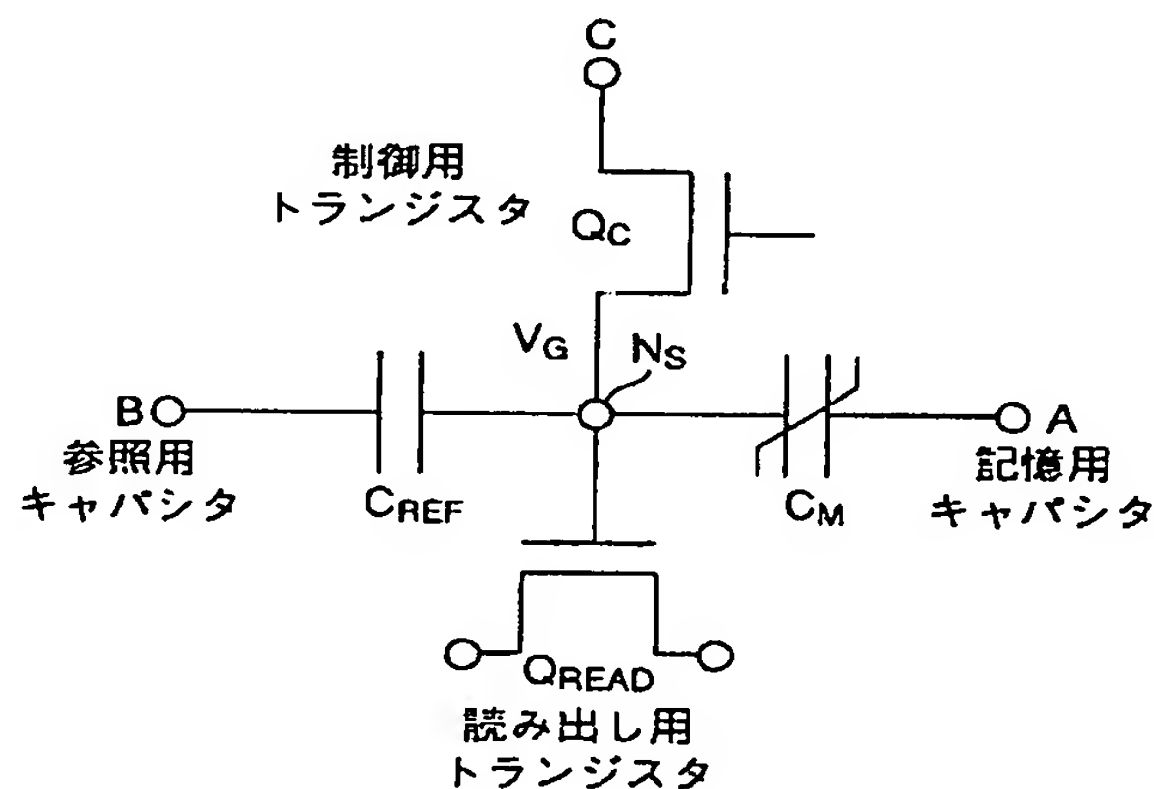 C
制御用
トランジスタ
QC
VG
NS
B
A
参照用
キャパシタ
CREF
CM
記憶用
キャパシタ
QREAD
読み出し用
トランジスタ